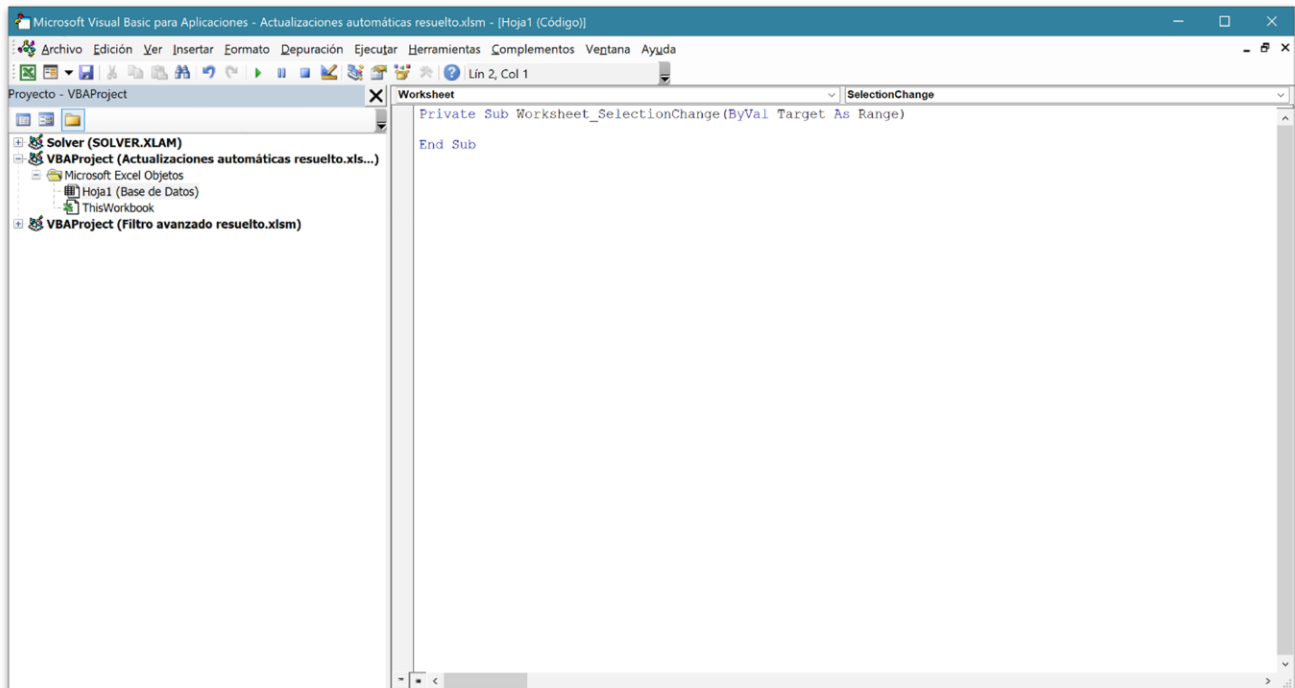 Microsoft Visual Basic para Aplicaciones - Actualizaciones automáticas resuelto.xlsm - [Hoja1 (Código)]
Archivo Edición Ver Insertar Formato Depuración Ejecutar Herramientas Complementos Ventana Ayuda
Lín 2, Col 1
Proyecto - VBAProject
Solver (SOLVER.XLAM)
VBAProject (Actualizaciones automáticas resuelto.xls...)
Microsoft Excel Objetos
Hoja1 (Base de Datos)
ThisWorkbook
VBAProject (Filtro avanzado resuelto.xlsm)
Worksheet SelectionChange
Private Sub Worksheet_SelectionChange(ByVal Target As Range)
End Sub